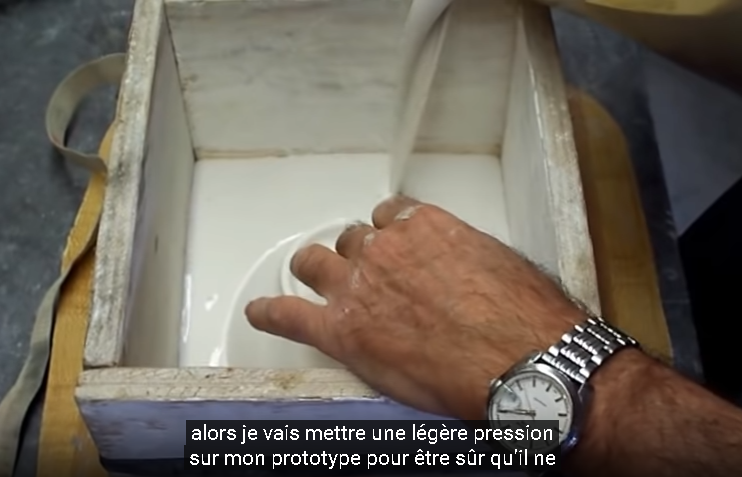 alors je vais mettre une légère pression
sur mon prototype pour être sûr qu'il ne